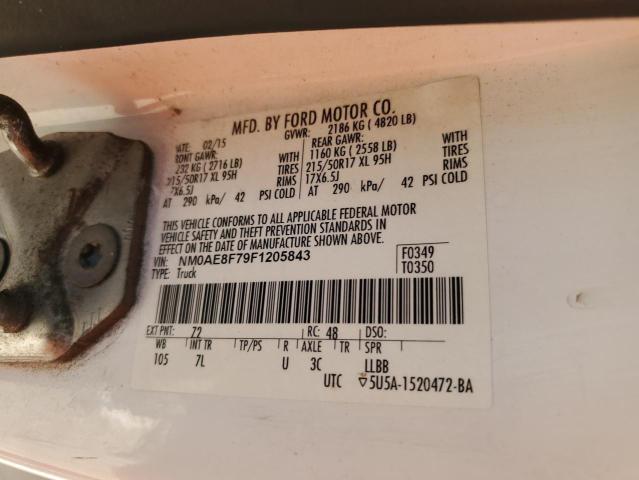 MFD. BY FORD MOTOR CO.
DATE: 02/15 GVWR: 2186 KG ( 4820 LB)
FRONT GAWR: REAR GAWR:
232 KG ( 2716 LB) 1160 KG ( 2558 LB)
215/50R17 XL 95H TIRES 215/50R17 XL 95H TIRES
7X6.5J RIMS 17X6.5J RIMS
AT 290 kPa/ 42 PSI COLD AT 290 kPa/ 42 PSI COLD
THIS VEHICLE CONFORMS TO ALL APPLICABLE FEDERAL MOTOR
VEHICLE SAFETY AND THEFT PREVENTION STANDARDS IN
EFFECT ON THE DATE OF MANUFACTURE SHOWN ABOVE.
VIN: NM0AE8F79F1205843 F0349
TYPE: Truck T0350
EXT PNT: 72 RC: 48 DSO:
WB INT TR TP/PS R AXLE TR SPR
105 7L U 3C LLBB
UTC ▽5U5A-1520472-BA